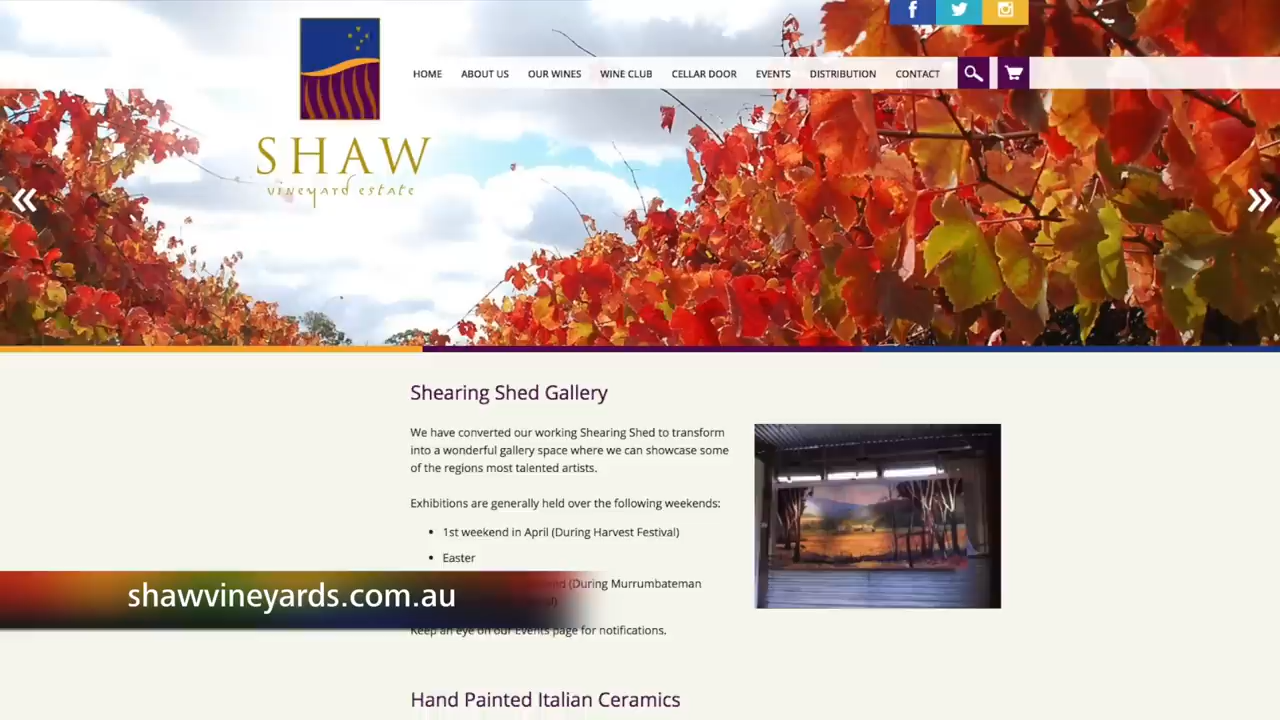 HOME ABOUT US OUR WINES WINE CLUB CELLAR DOOR EVENTS DISTRIBUTION CONTACT
SHAW
vineyard estate
Shearing Shed Gallery
We have converted our working Shearing Shed to transform
into a wonderful gallery space where we can showcase some
of the regions most talented artists.
Exhibitions are generally held over the following weekends:
• 1st weekend in April (During Harvest Festival)
• Easter
(During Murrumbateman
shawvineyards.com.au
Keep an eye on our Events page for notifications.
Hand Painted Italian Ceramics